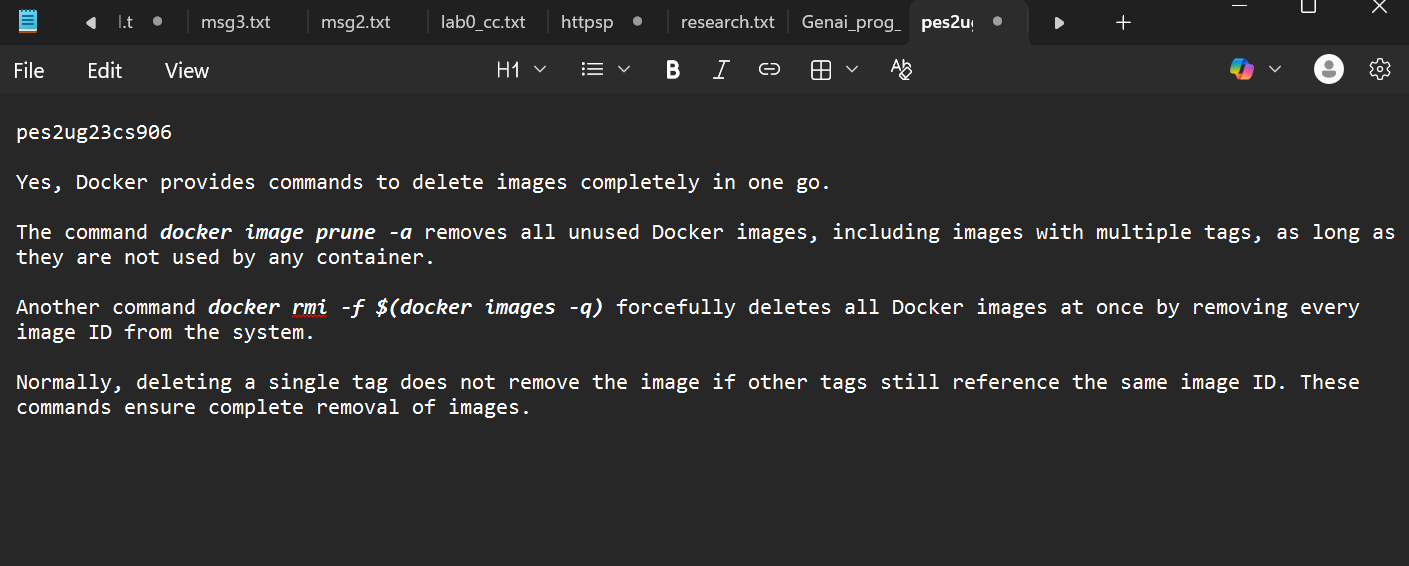 l.t
msg3.txt
msg2.txt
lab0_cc.txt
httpsp
research.txt
Genai_prog_
pes2u
File
Edit
View
H1
B
I
pes2ug23cs906
Yes, Docker provides commands to delete images completely in one go.
The command docker image prune -a removes all unused Docker images, including images with multiple tags, as long as
they are not used by any container.
Another command docker rmi -f $(docker images -q) forcefully deletes all Docker images at once by removing every
image ID from the system.
Normally, deleting a single tag does not remove the image if other tags still reference the same image ID. These
commands ensure complete removal of images.